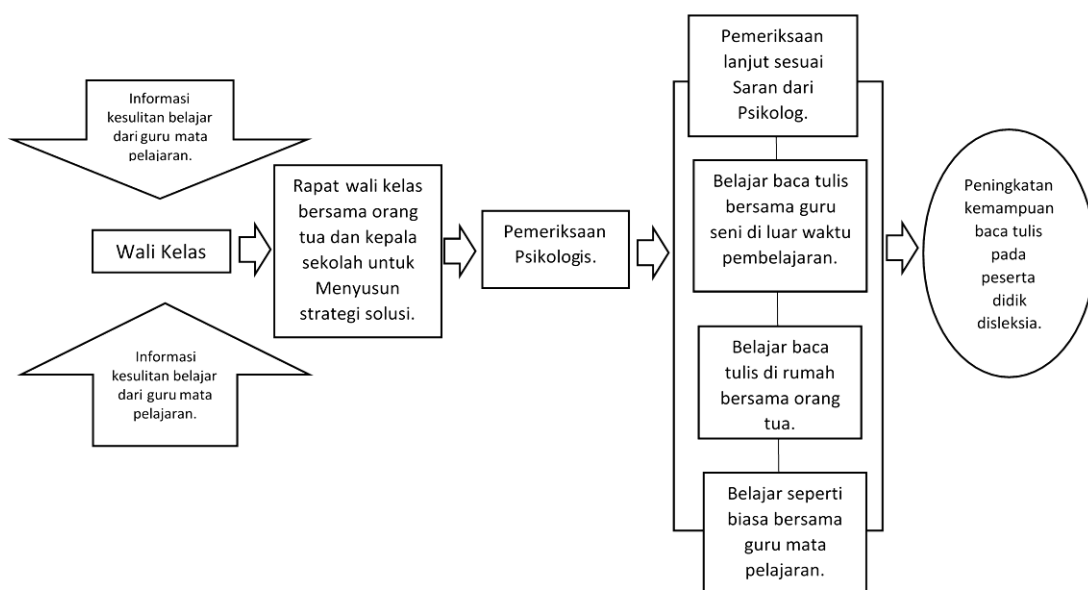 Informasi
kesulitan belajar
dari guru mata
pelajaran.
Wali Kelas
Informasi
kesulitan belajar
dari guru mata
pelajaran.
Rapat wali kelas
bersama orang
tua dan kepala
sekolah untuk
Menyusun
strategi solusi.
Pemeriksaan
Psikologis.
Pemeriksaan
lanjut sesuai
Saran dari
Psikolog.
Belajar baca tulis
bersama guru
seni di luar waktu
pembelajaran.
Belajar baca
tulis di rumah
bersama orang
tua.
Belajar seperti
biasa bersama
guru mata
pelajaran.
Peningkatan
kemampuan
baca tulis
pada
peserta
didik
disleksia.